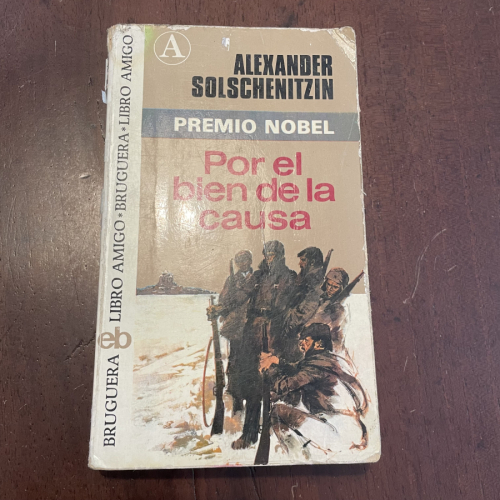 A
ALEXANDER
SOLSCHENITZIN
PREMIO NOBEL
Por el
bien de la
causa
BRUGUERA LIBRO AMIGO * BRUGUERA * LIBRO AMIGO
eb